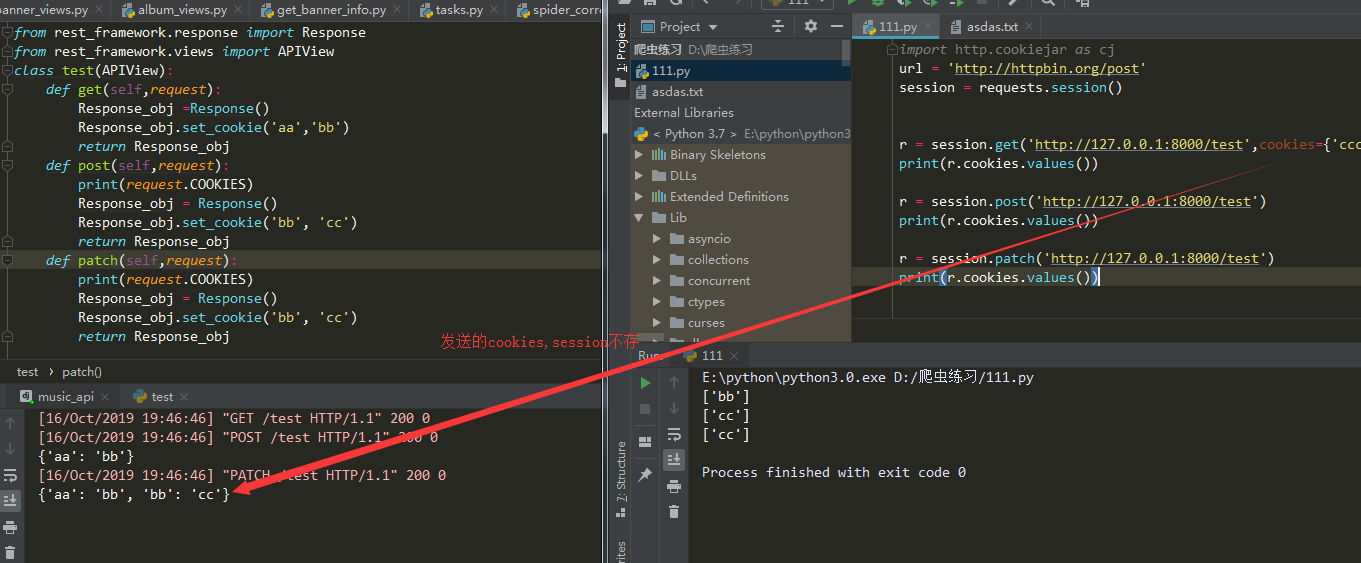 anner_views.py
album_views.py
get_banner_info.py
tasks.py
spider_corre
from rest_framework.response import Response
from rest_framework.views import APIView
class test(APIView):
def get(self,request):
Response_obj =Response()
Response_obj.set_cookie('aa','bb')
return Response_obj
def post(self,request):
print(request.COOKIES)
Response_obj = Response()
Response_obj.set_cookie('bb', 'cc')
return Response_obj
def patch(self,request):
print(request.COOKIES)
Response_obj = Response()
Response_obj.set_cookie('bb', 'cc')
return Response_obj
test › patch()
music_api
test
[16/Oct/2019 19:46:46] "GET /test HTTP/1.1" 200 0
[16/Oct/2019 19:46:46] "POST /test HTTP/1.1" 200 0
{'aa': 'bb'}
[16/Oct/2019 19:46:46] "PATCH /test HTTP/1.1" 200 0
{'aa': 'bb', 'bb': 'cc'}
发送的cookies,session不存
111
1: Project
Project
爬虫练习 D:\爬虫练习
111.py
asdas.txt
External Libraries
< Python 3.7 > E:\python\python3
Binary Skeletons
DLLs
Extended Definitions
Lib
asyncio
collections
concurrent
ctypes
curses
111.py
asdas.txt
import http.cookiejar as cj
url = 'http://httpbin.org/post'
session = requests.session()
r = session.get('http://127.0.0.1:8000/test',cookies={'ccc
print(r.cookies.values())
r = session.post('http://127.0.0.1:8000/test')
print(r.cookies.values())
r = session.patch('http://127.0.0.1:8000/test')
print(r.cookies.values())
Run:
111
E:\python\python3.0.exe D:/爬虫练习/111.py
['bb']
['cc']
['cc']
Process finished with exit code 0
7: Structure
rites